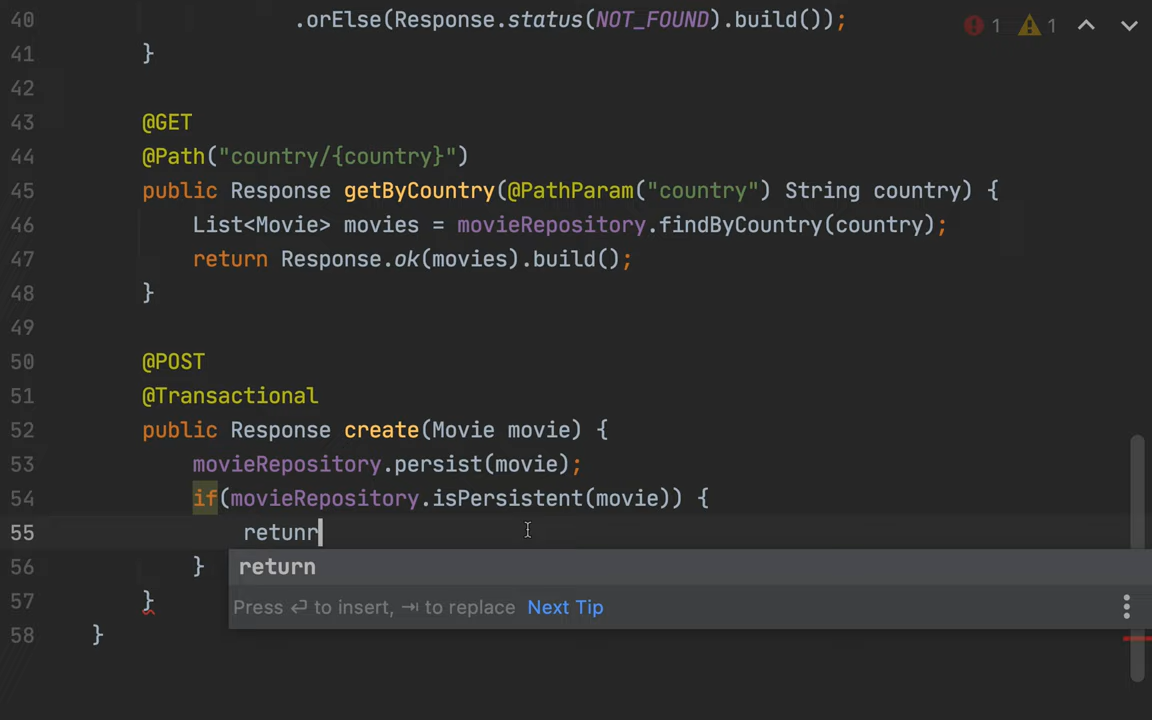 40 .orElse(Response.status(NOT_FOUND).build()); 1 1
41 }
42
43 @GET
44 @Path("country/{country}")
45 public Response getByCountry(@PathParam("country") String country) {
46 List<Movie> movies = movieRepository.findByCountry(country);
47 return Response.ok(movies).build();
48 }
49
50 @POST
51 @Transactional
52 public Response create(Movie movie) {
53 movieRepository.persist(movie);
54 if(movieRepository.isPersistent(movie)) {
55 retunr
56 } return
57 } Press ⏎ to insert, ⇥ to replace Next Tip
58 }